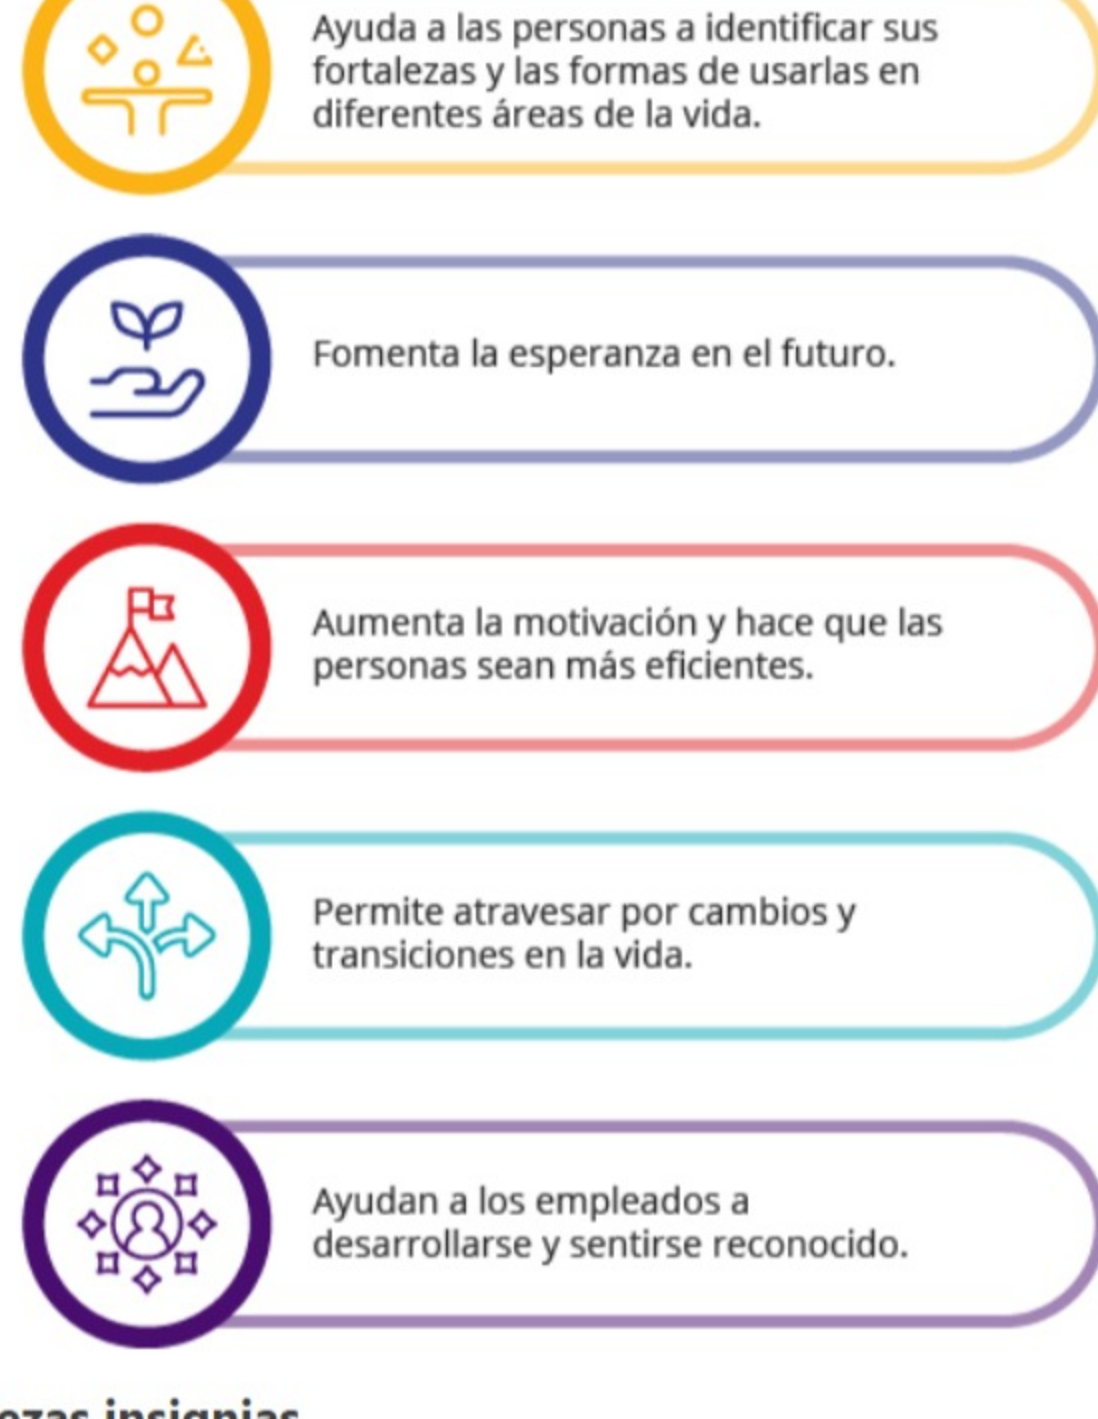 Ayuda a las personas a identificar sus
fortalezas y las formas de usarlas en
diferentes áreas de la vida.
Fomenta la esperanza en el futuro.
Aumenta la motivación y hace que las
personas sean más eficientes.
Permite atravesar por cambios y
transiciones en la vida.
Ayudan a los empleados a
desarrollarse y sentirse reconocido.
insignias